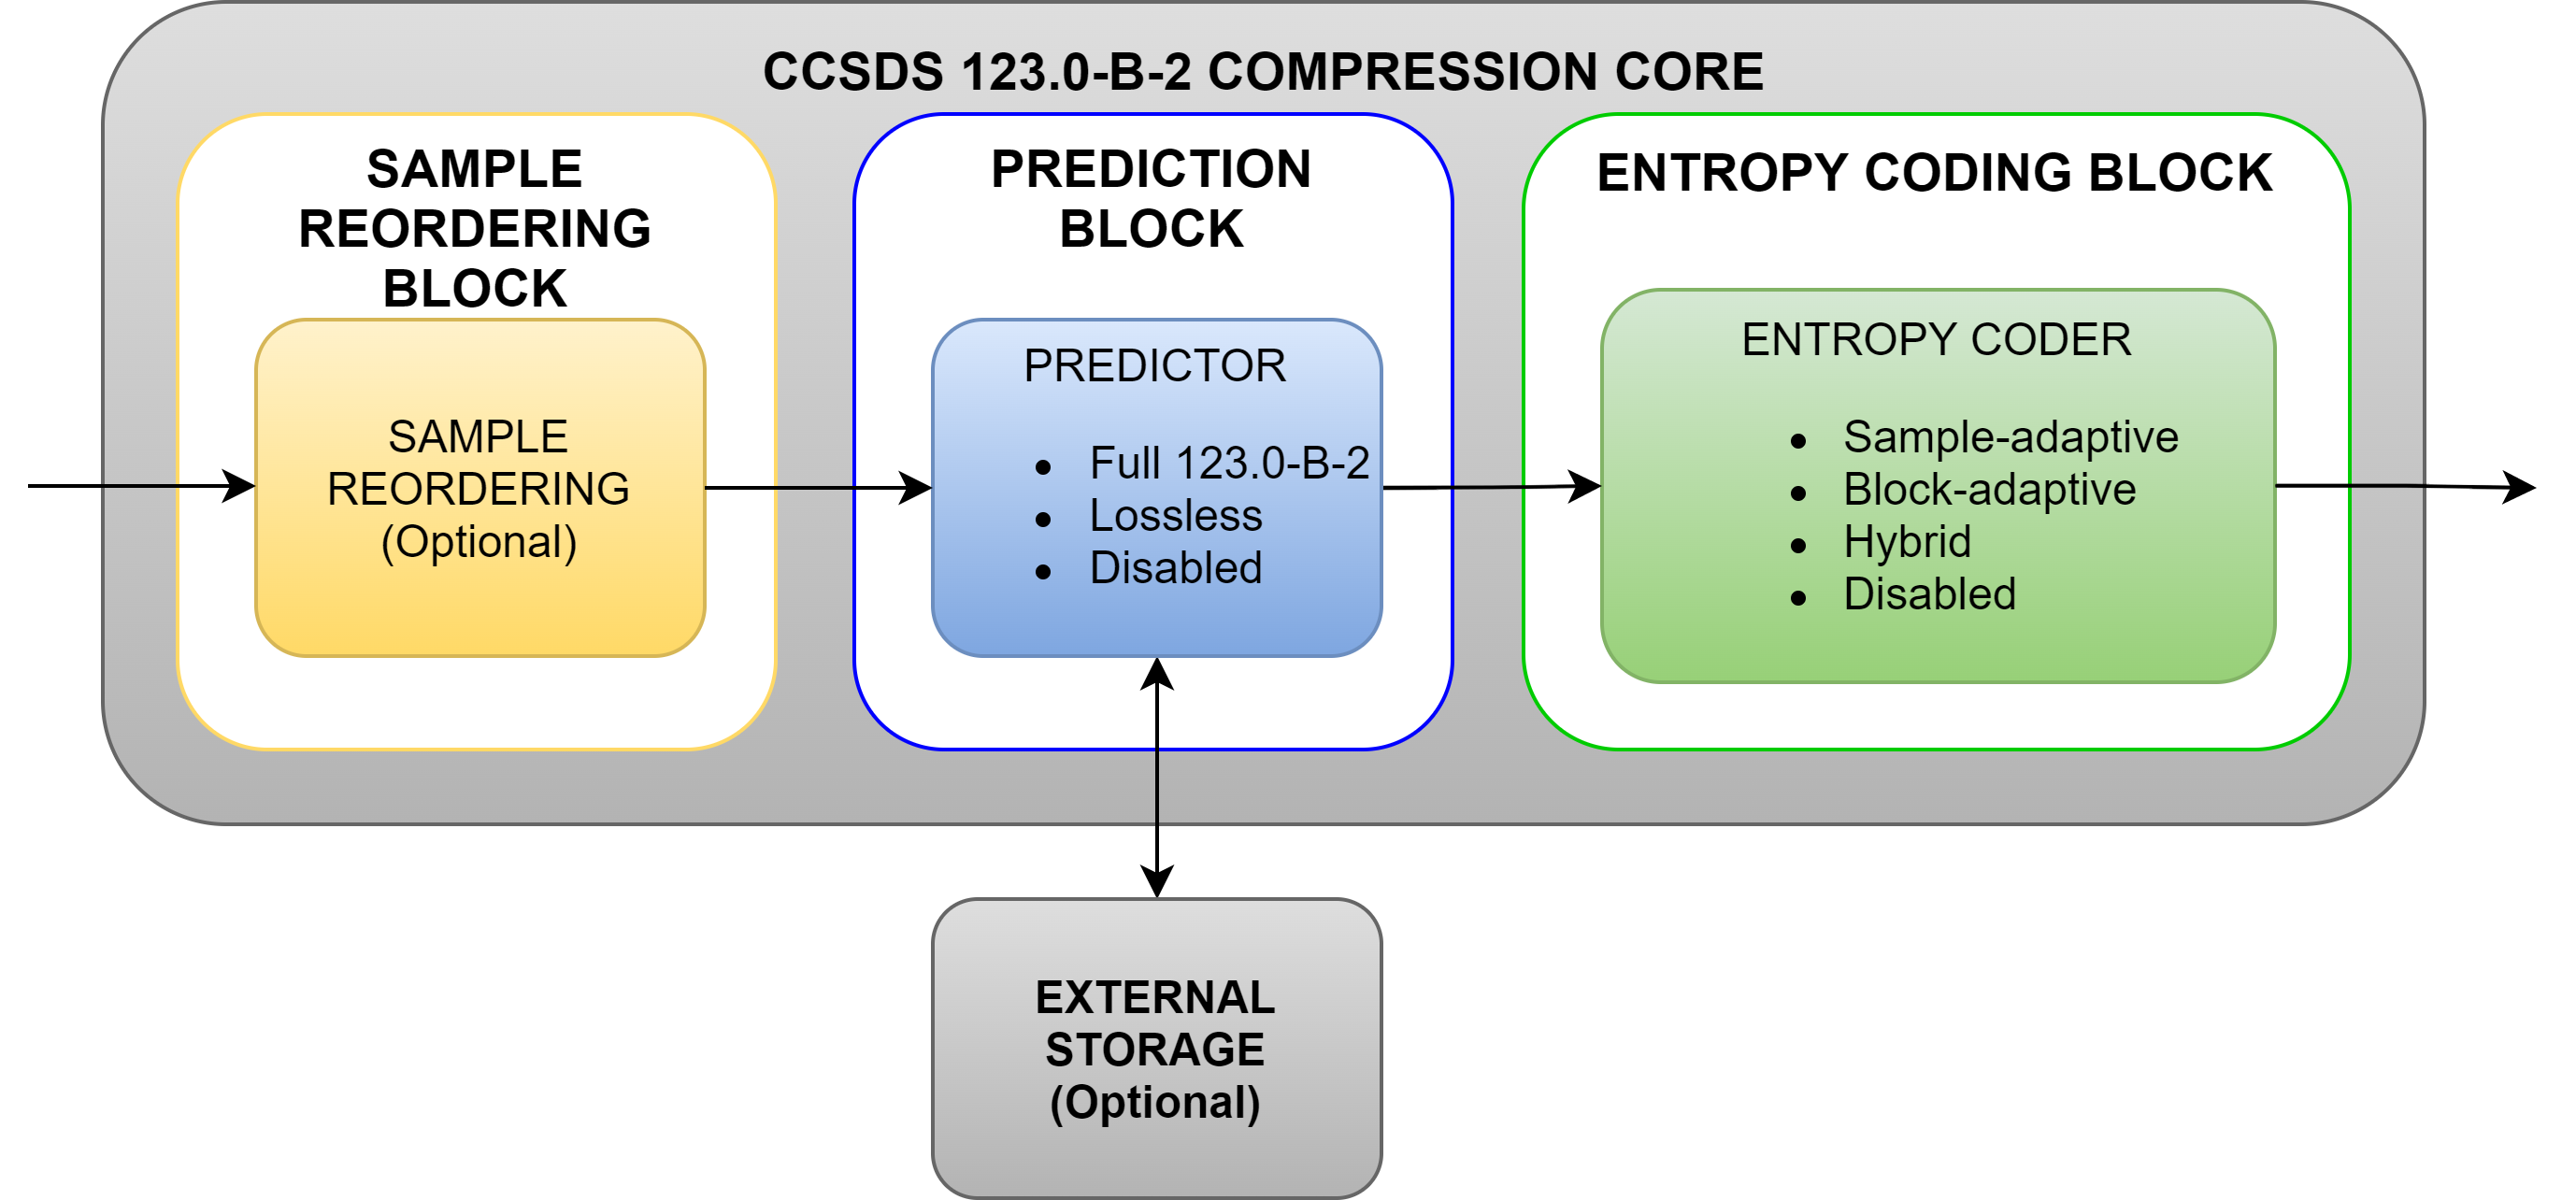 CCSDS 123.0-B-2 COMPRESSION CORE
SAMPLE
REORDERING
BLOCK
SAMPLE
REORDERING
(Optional)
PREDICTION
BLOCK
PREDICTOR
• Full 123.0-B-2
• Lossless
• Disabled
ENTROPY CODING BLOCK
ENTROPY CODER
• Sample-adaptive
• Block-adaptive
• Hybrid
• Disabled
EXTERNAL
STORAGE
(Optional)